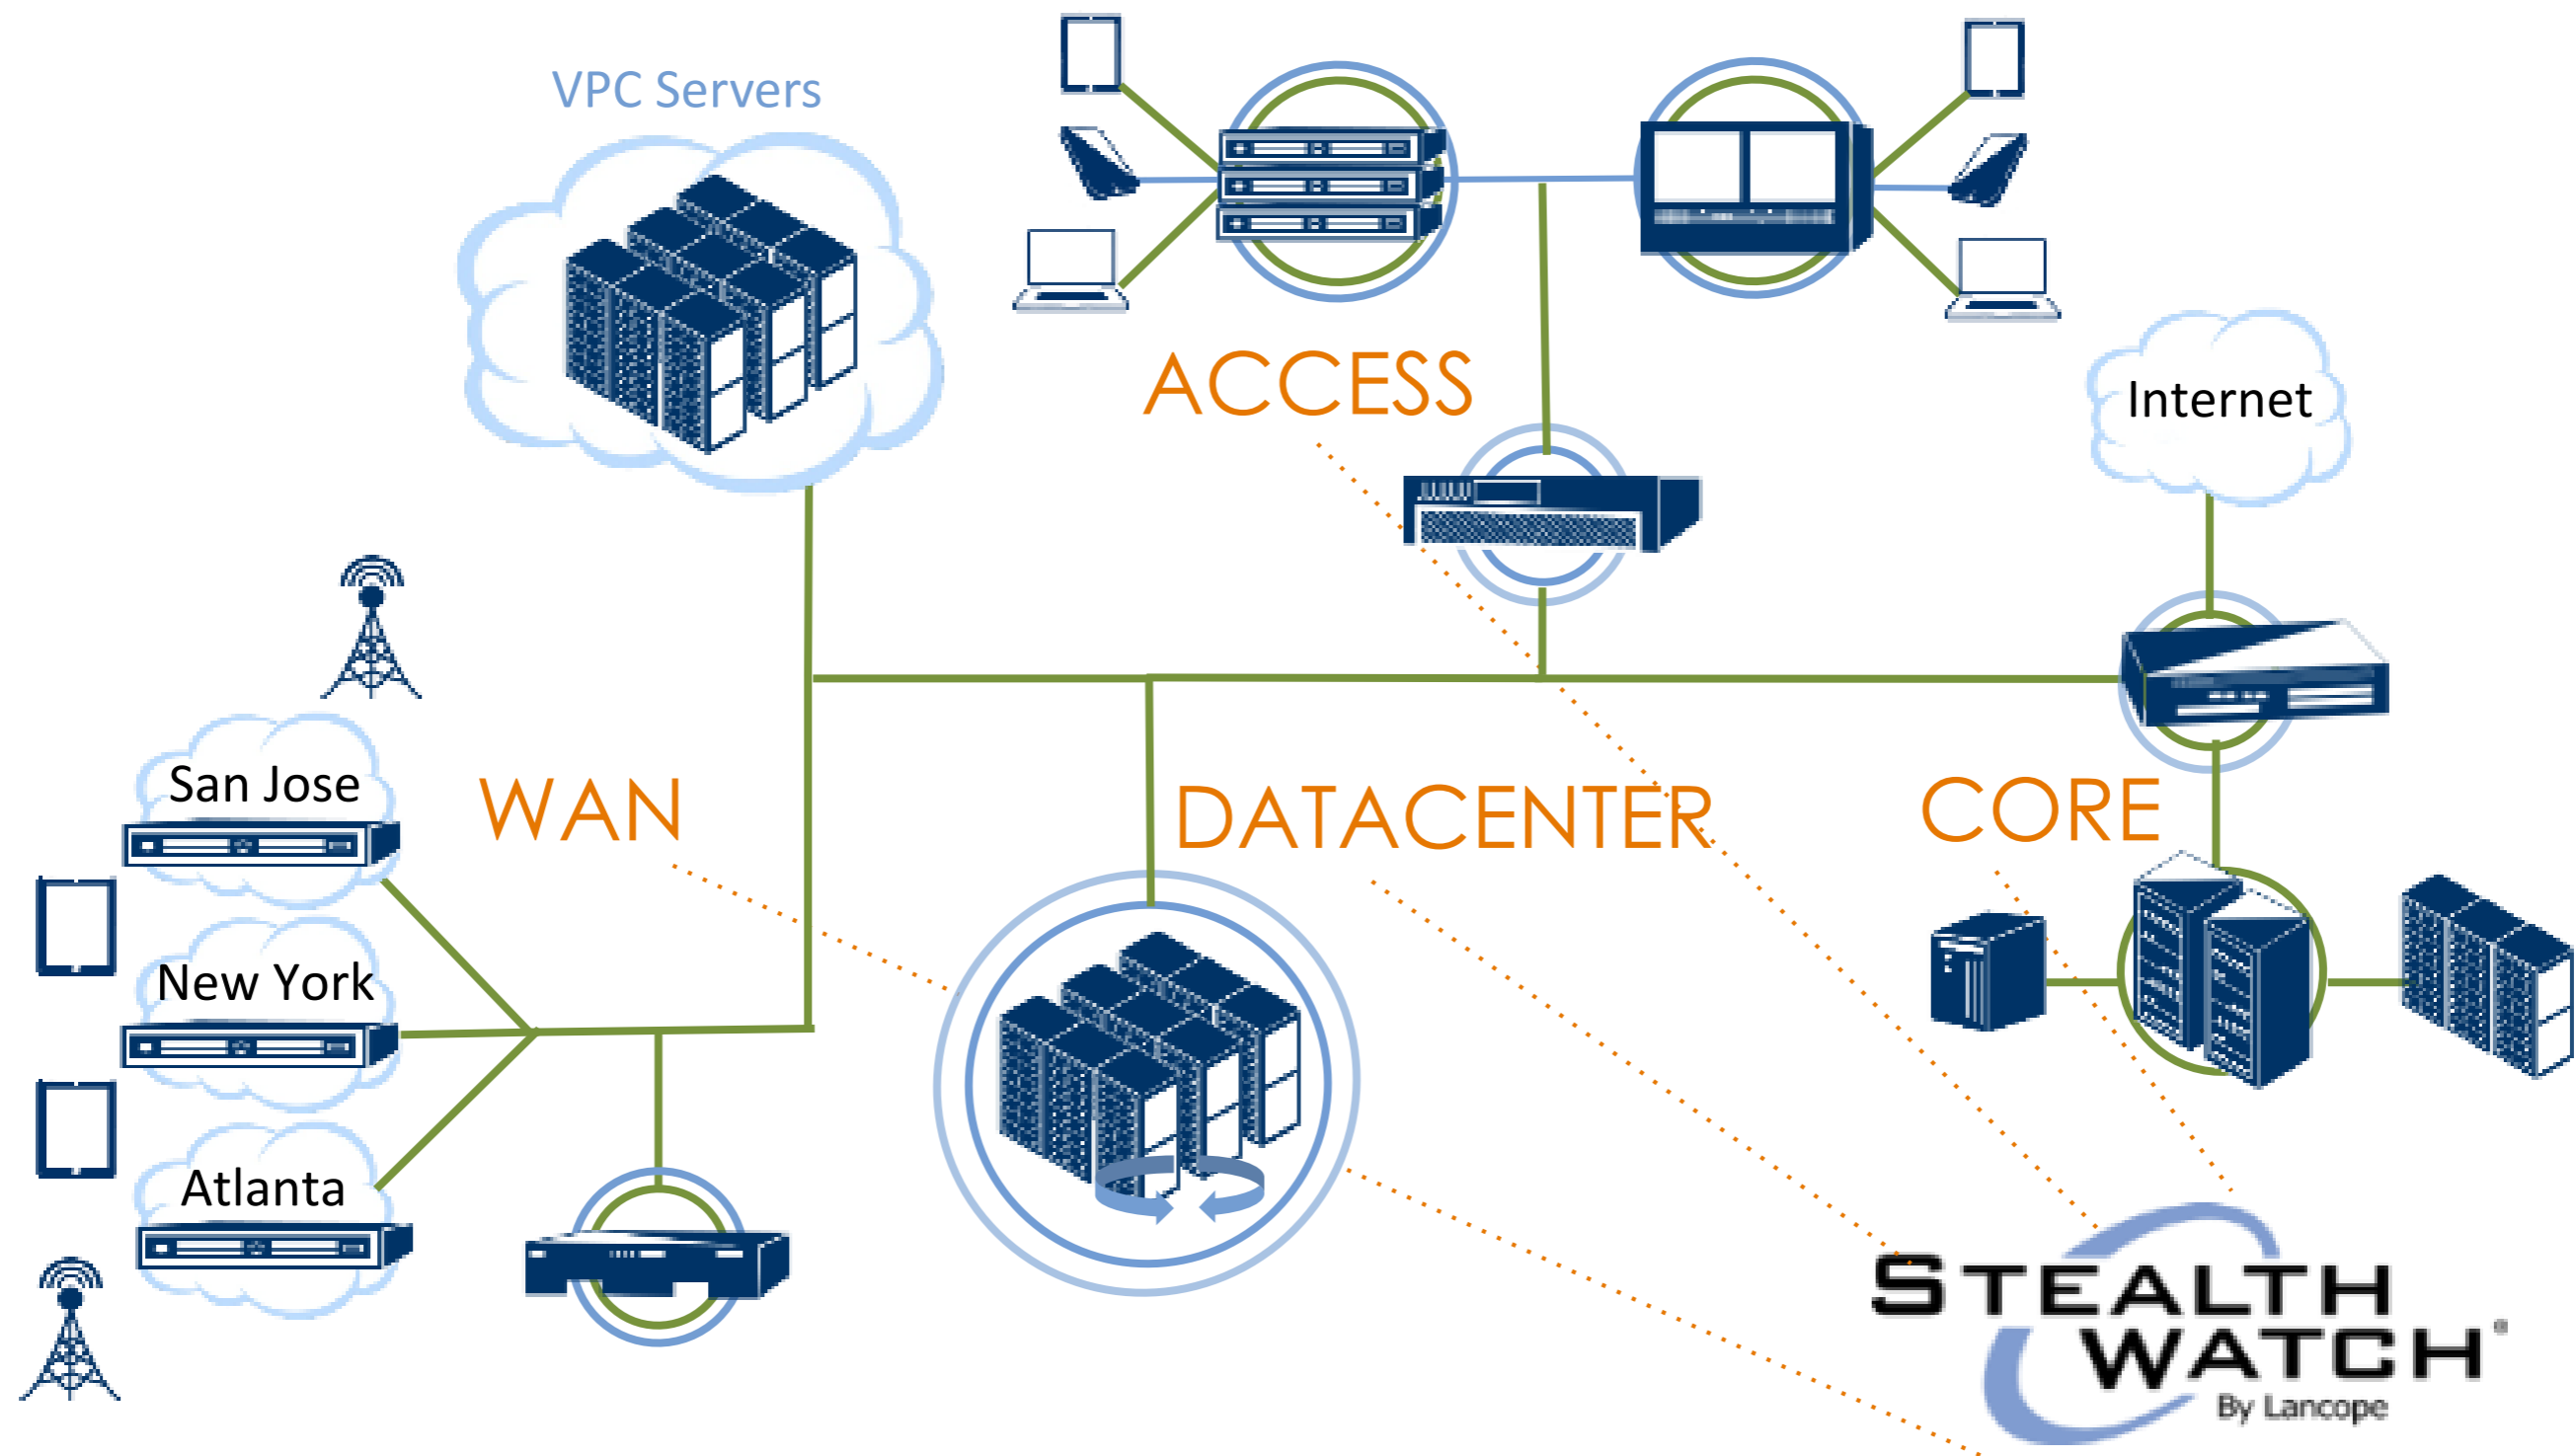 VPC Servers
ACCESS
Internet
San Jose
WAN
DATACENTER
CORE
New York
Atlanta
STEALTH
WATCH®
By Lancope